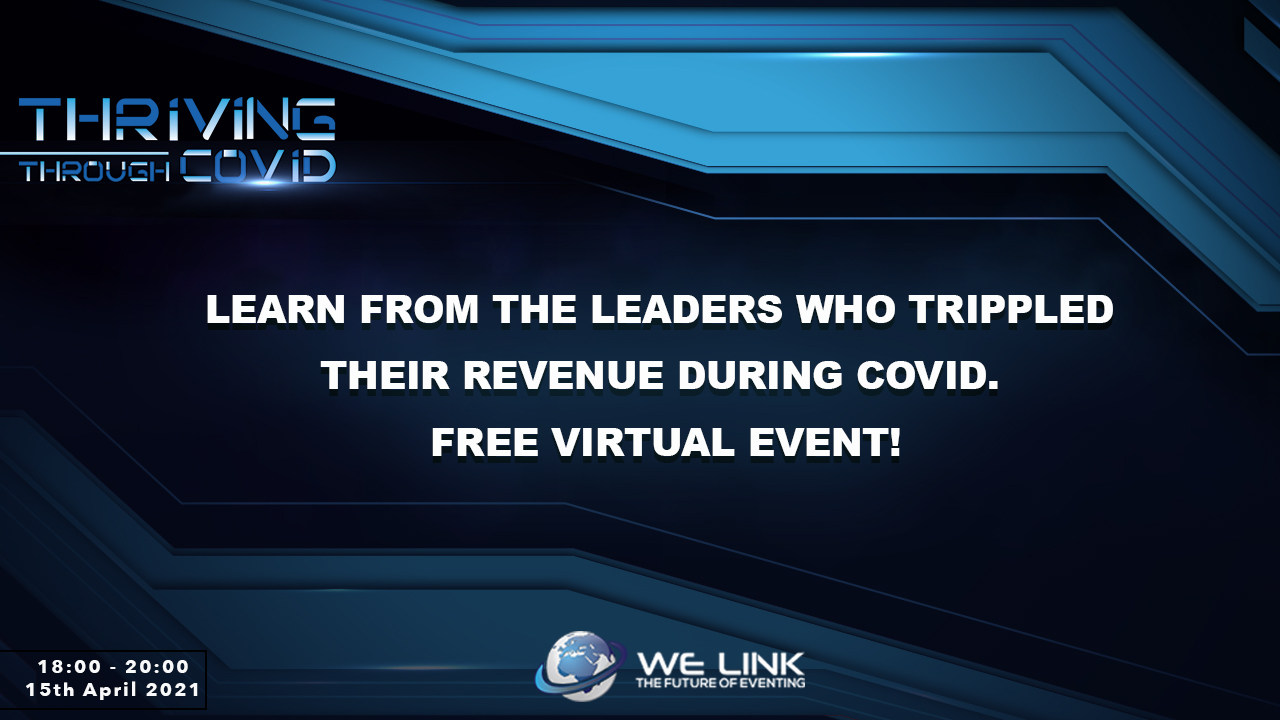 THRiViNG
THROUGH COViD
LEARN FROM THE LEADERS WHO TRIPPLED
THEIR REVENUE DURING COVID.
FREE VIRTUAL EVENT!
18:00 - 20:00
15th April 2021
WE LINK
THE FUTURE OF EVENTING